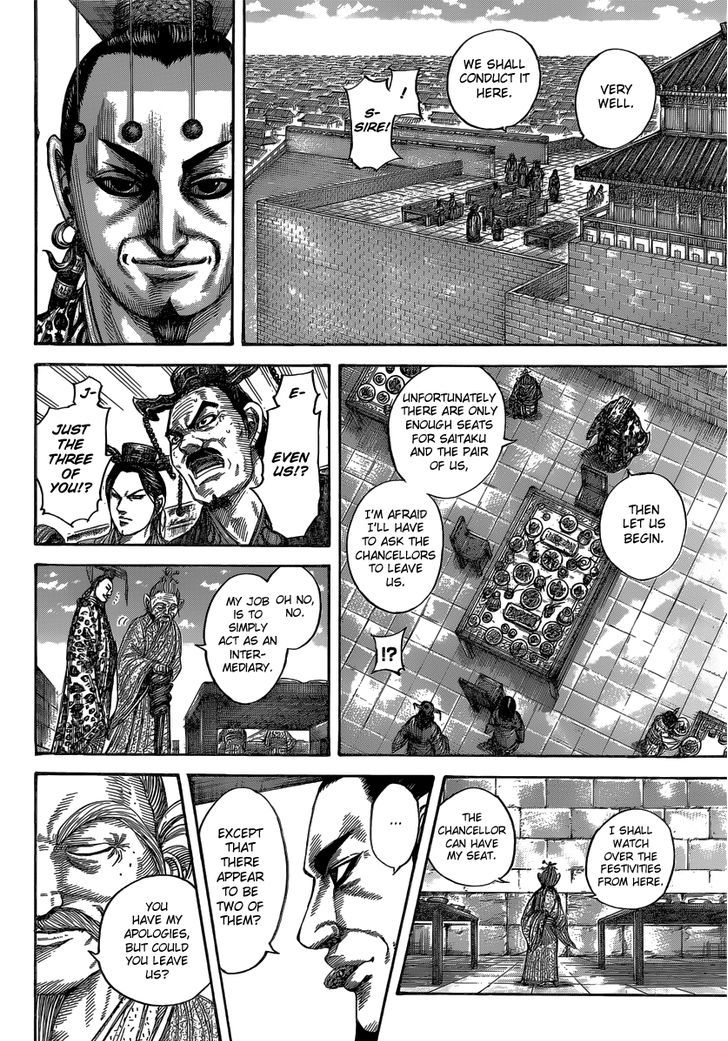 VERY
WELL.
WE SHALL
CONDUCT IT
HERE.
!
S-
SIRE!
THEN
LET US
BEGIN.
UNFORTUNATELY
THERE ARE ONLY
ENOUGH SEATS
FOR SAITAKU
AND THE PAIR
OF US,
I'M AFRAID
I'LL HAVE
TO ASK THE
CHANCELLORS
TO LEAVE
US.
!?
E-
EVEN
US!?
J-
JUST
THE
THREE
OF
YOU!?
OH NO,
NO.
MY JOB
IS TO
SIMPLY
ACT AS AN
INTER-
MEDIARY.
I SHALL
WATCH
OVER THE
FESTIVITIES
FROM HERE.
THE
CHANCELLOR
CAN HAVE
MY SEAT.
...
EXCEPT
THAT
THERE
APPEAR
TO BE
TWO OF
THEM?
YOU
HAVE MY
APOLOGIES,
BUT COULD
YOU LEAVE
US?